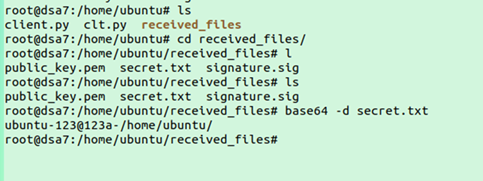 root@dsa7:/home/ubuntu# ls
client.py  clt.py  received_files
root@dsa7:/home/ubuntu# cd received_files/
root@dsa7:/home/ubuntu/received_files# l
public_key.pem  secret.txt  signature.sig
root@dsa7:/home/ubuntu/received_files# ls
public_key.pem  secret.txt  signature.sig
root@dsa7:/home/ubuntu/received_files# base64 -d secret.txt
ubuntu-123@123a-/home/ubuntu/
root@dsa7:/home/ubuntu/received_files#